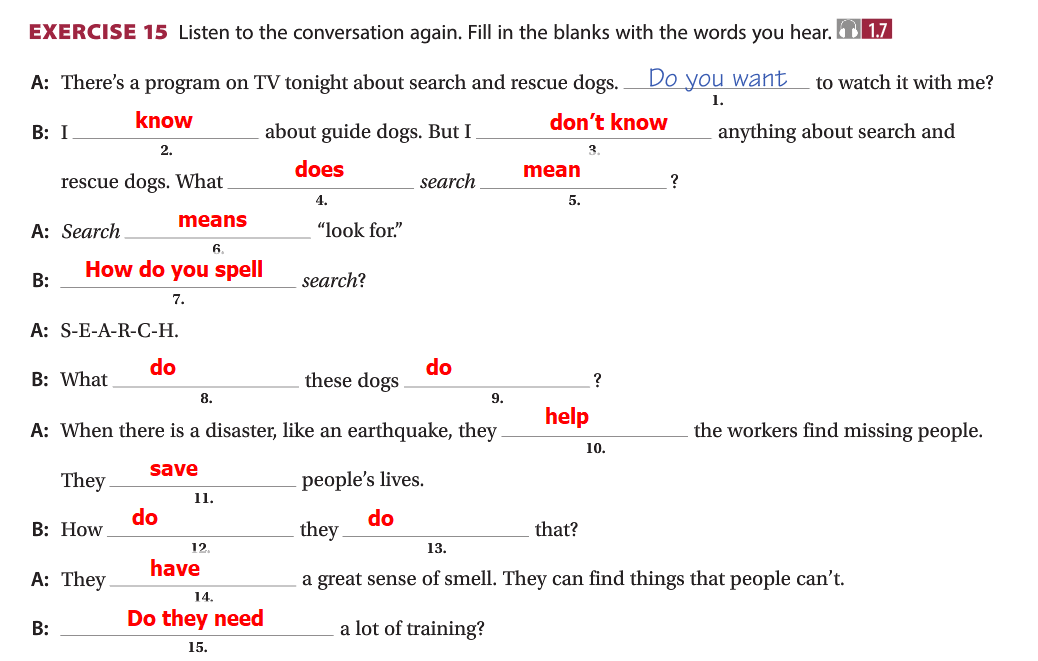 EXERCISE 15 Listen to the conversation again. Fill in the blanks with the words you hear. 1.7
A: There's a program on TV tonight about search and rescue dogs. Do you want to watch it with me?
1.
B: I know about guide dogs. But I don't know anything about search and
2. 3.
rescue dogs. What does search mean ?
4. 5.
A: Search means "look for."
6.
B: How do you spell search?
7.
A: S-E-A-R-C-H.
B: What do these dogs do ?
8. 9.
A: When there is a disaster, like an earthquake, they help the workers find missing people.
10.
They save people's lives.
11.
B: How do they do that?
12. 13.
A: They have a great sense of smell. They can find things that people can't.
14.
B: Do they need a lot of training?
15.